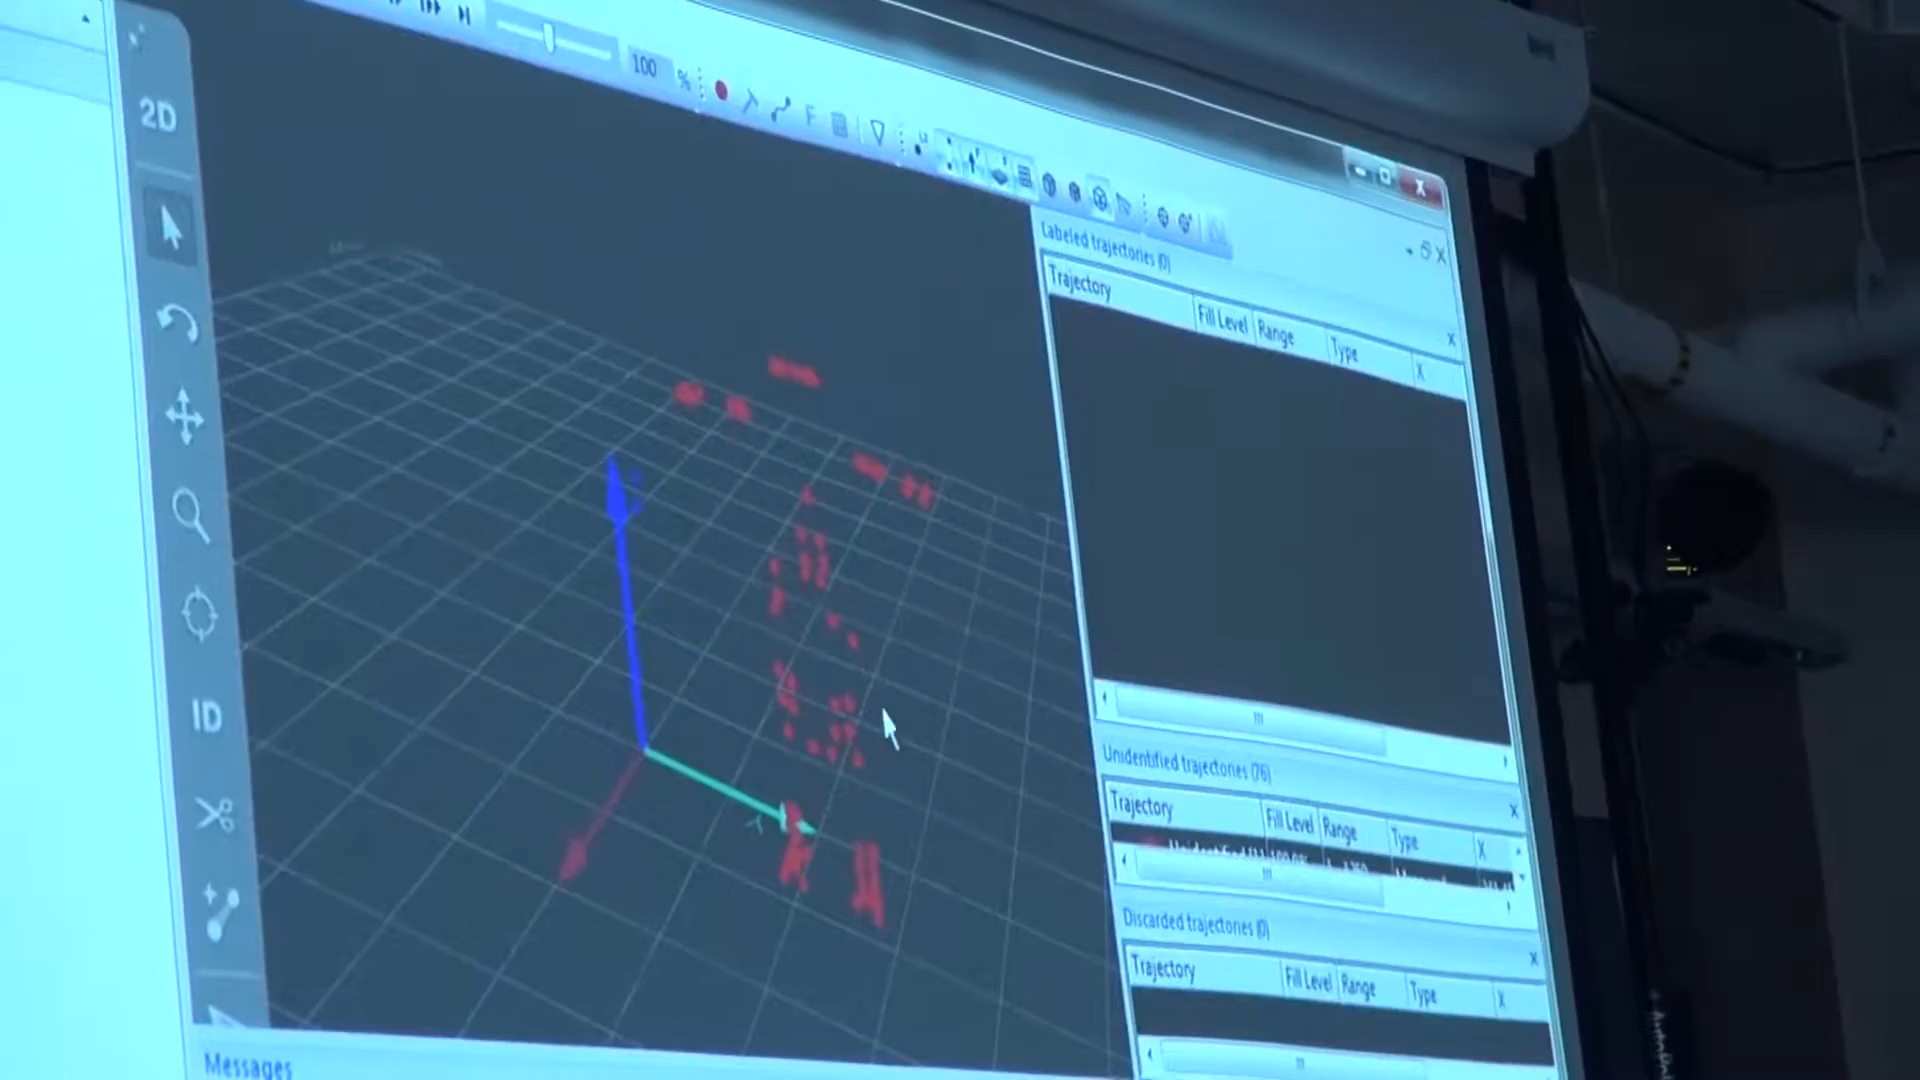 100 %
F
2D
Labeled trajectories (0)
Trajectory Fill Level Range Type X
ID
Unidentified trajectories (76)
Trajectory Fill Level Range Type X
Y
Discarded trajectories (0)
Trajectory Fill Level Range Type X
Messages